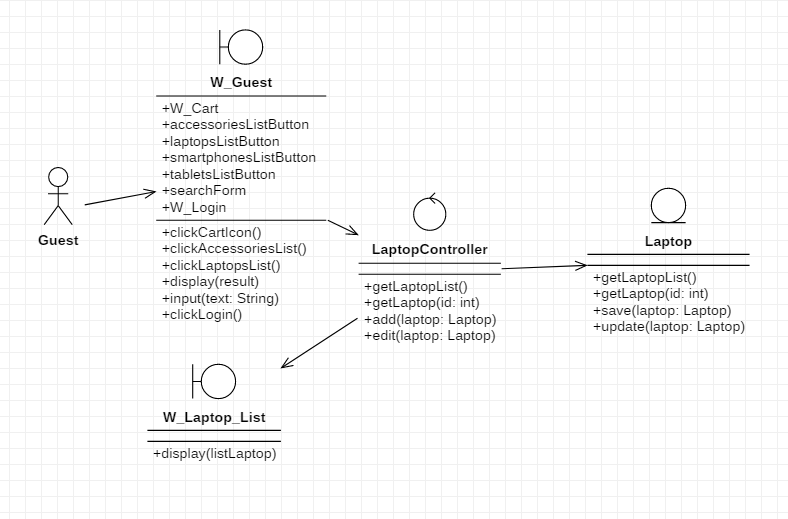 W_Guest
+W_Cart
+accessoriesListButton
+laptopsListButton
+smartphonesListButton
+tabletsListButton
+searchForm
+W_Login
+clickCartIcon()
+clickAccessoriesList()
+clickLaptopsList()
+display(result)
+input(text: String)
+clickLogin()
Guest
LaptopController
+getLaptopList()
+getLaptop(id: int)
+add(laptop: Laptop)
+edit(laptop: Laptop)
Laptop
+getLaptopList()
+getLaptop(id: int)
+save(laptop: Laptop)
+update(laptop: Laptop)
W_Laptop_List
+display(listLaptop)